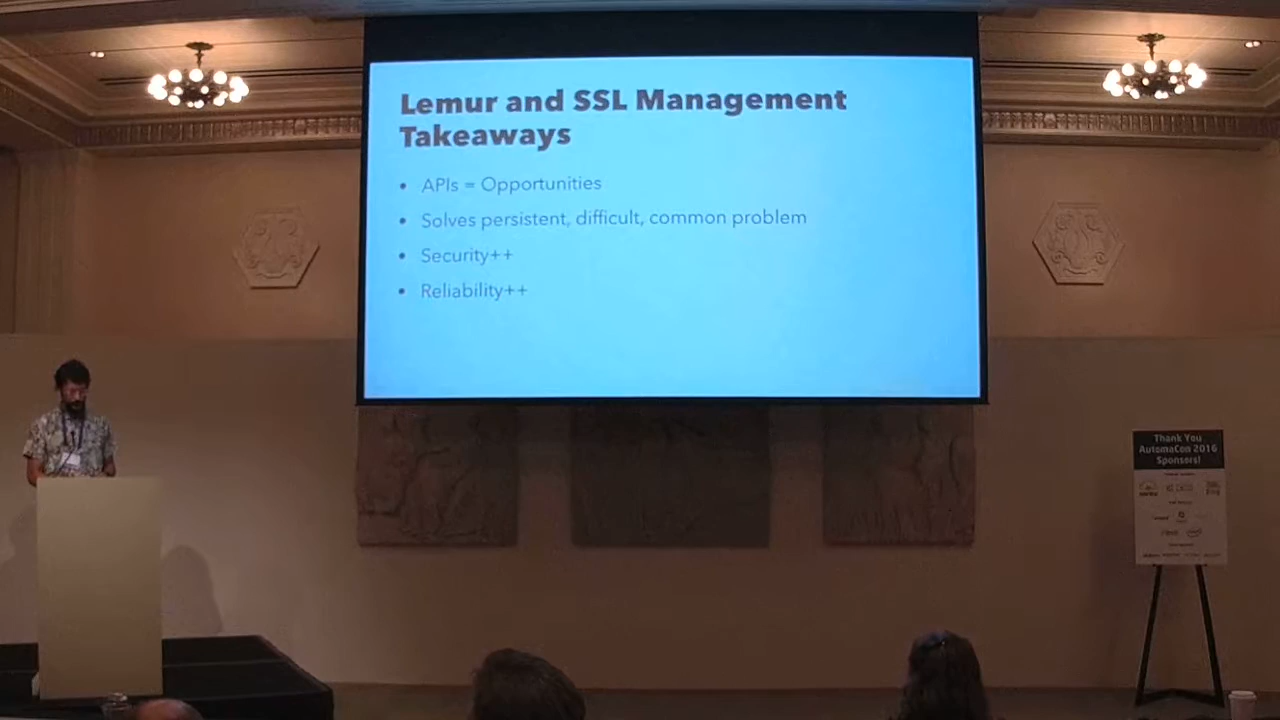 Lemur and SSL Management
Takeaways
• APIs = Opportunities
• Solves persistent, difficult, common problem
• Security++
• Reliability++
Thank You
AutomaCon 2016
Sponsors!